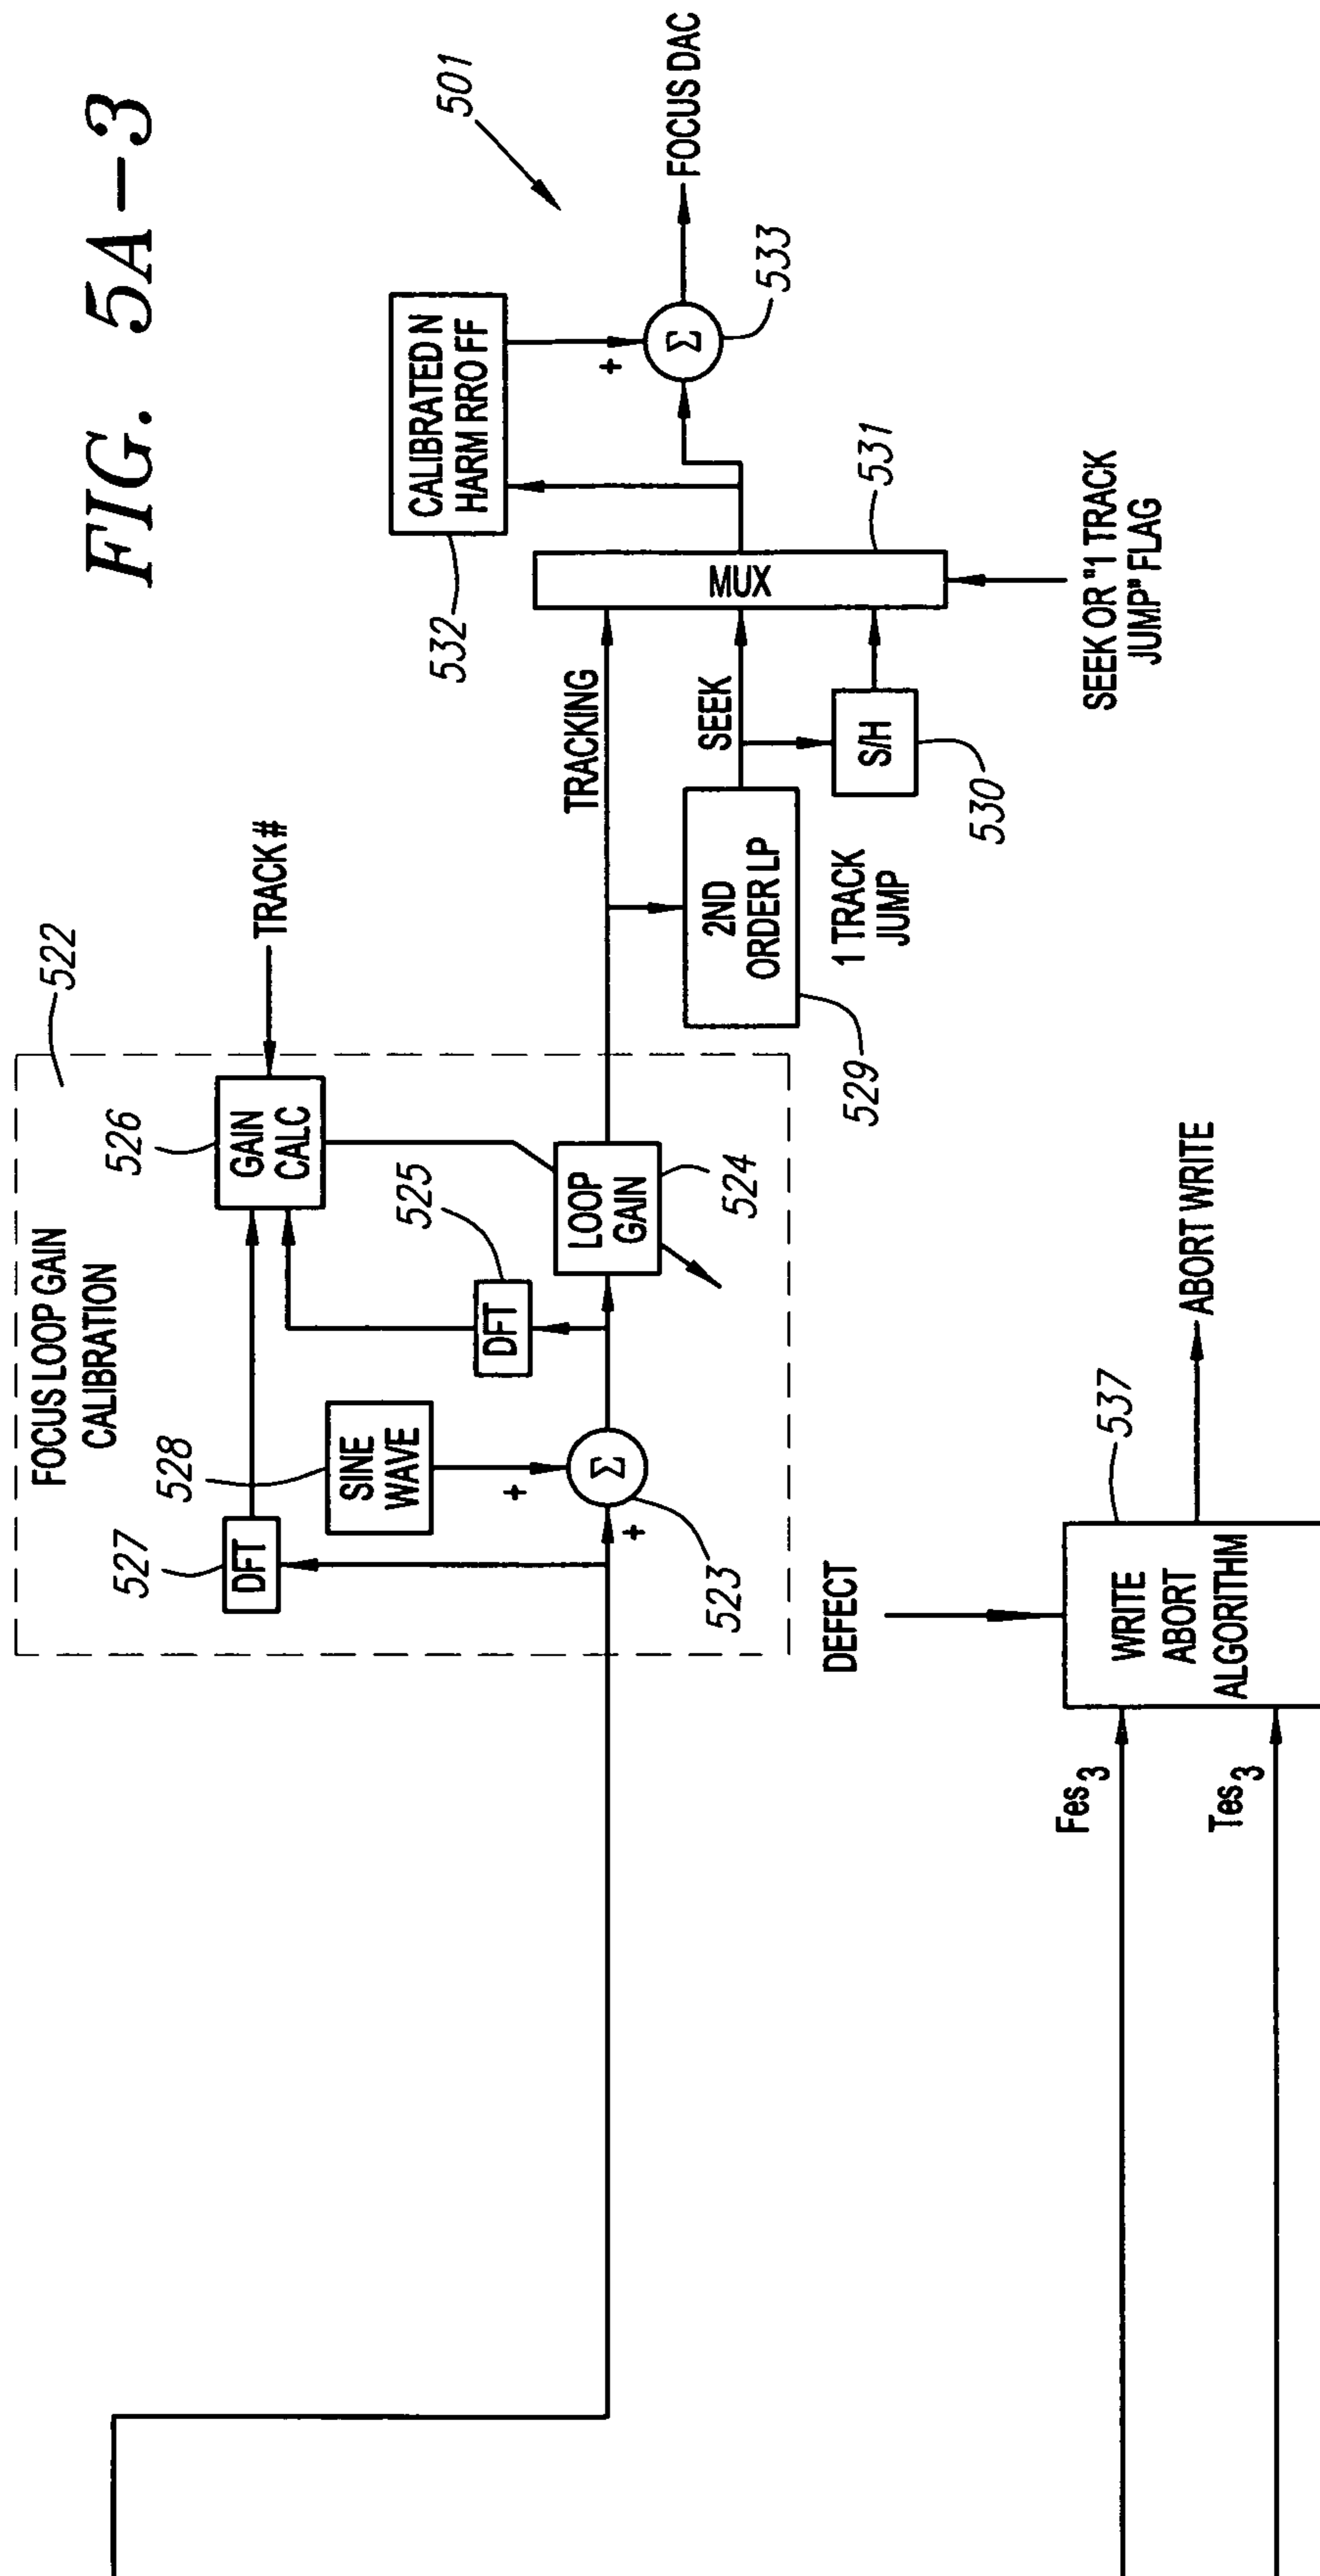 FIG. 5A-3
501
522
FOCUS LOOP GAIN
CALIBRATION
527
DFT
528
SINE
WAVE
+
Σ
+
523
525
DFT
526
GAIN
CALC
TRACK #
LOOP
GAIN
524
TRACKING
2ND
ORDER LP
529
1 TRACK
JUMP
SEEK
S/H
530
MUX
531
SEEK OR "1 TRACK
JUMP" FLAG
532
CALIBRATED N
HARM RRO FF
+
Σ
533
FOCUS DAC
DEFECT
Fes3
Tes3
WRITE
ABORT
ALGORITHM
537
ABORT WRITE